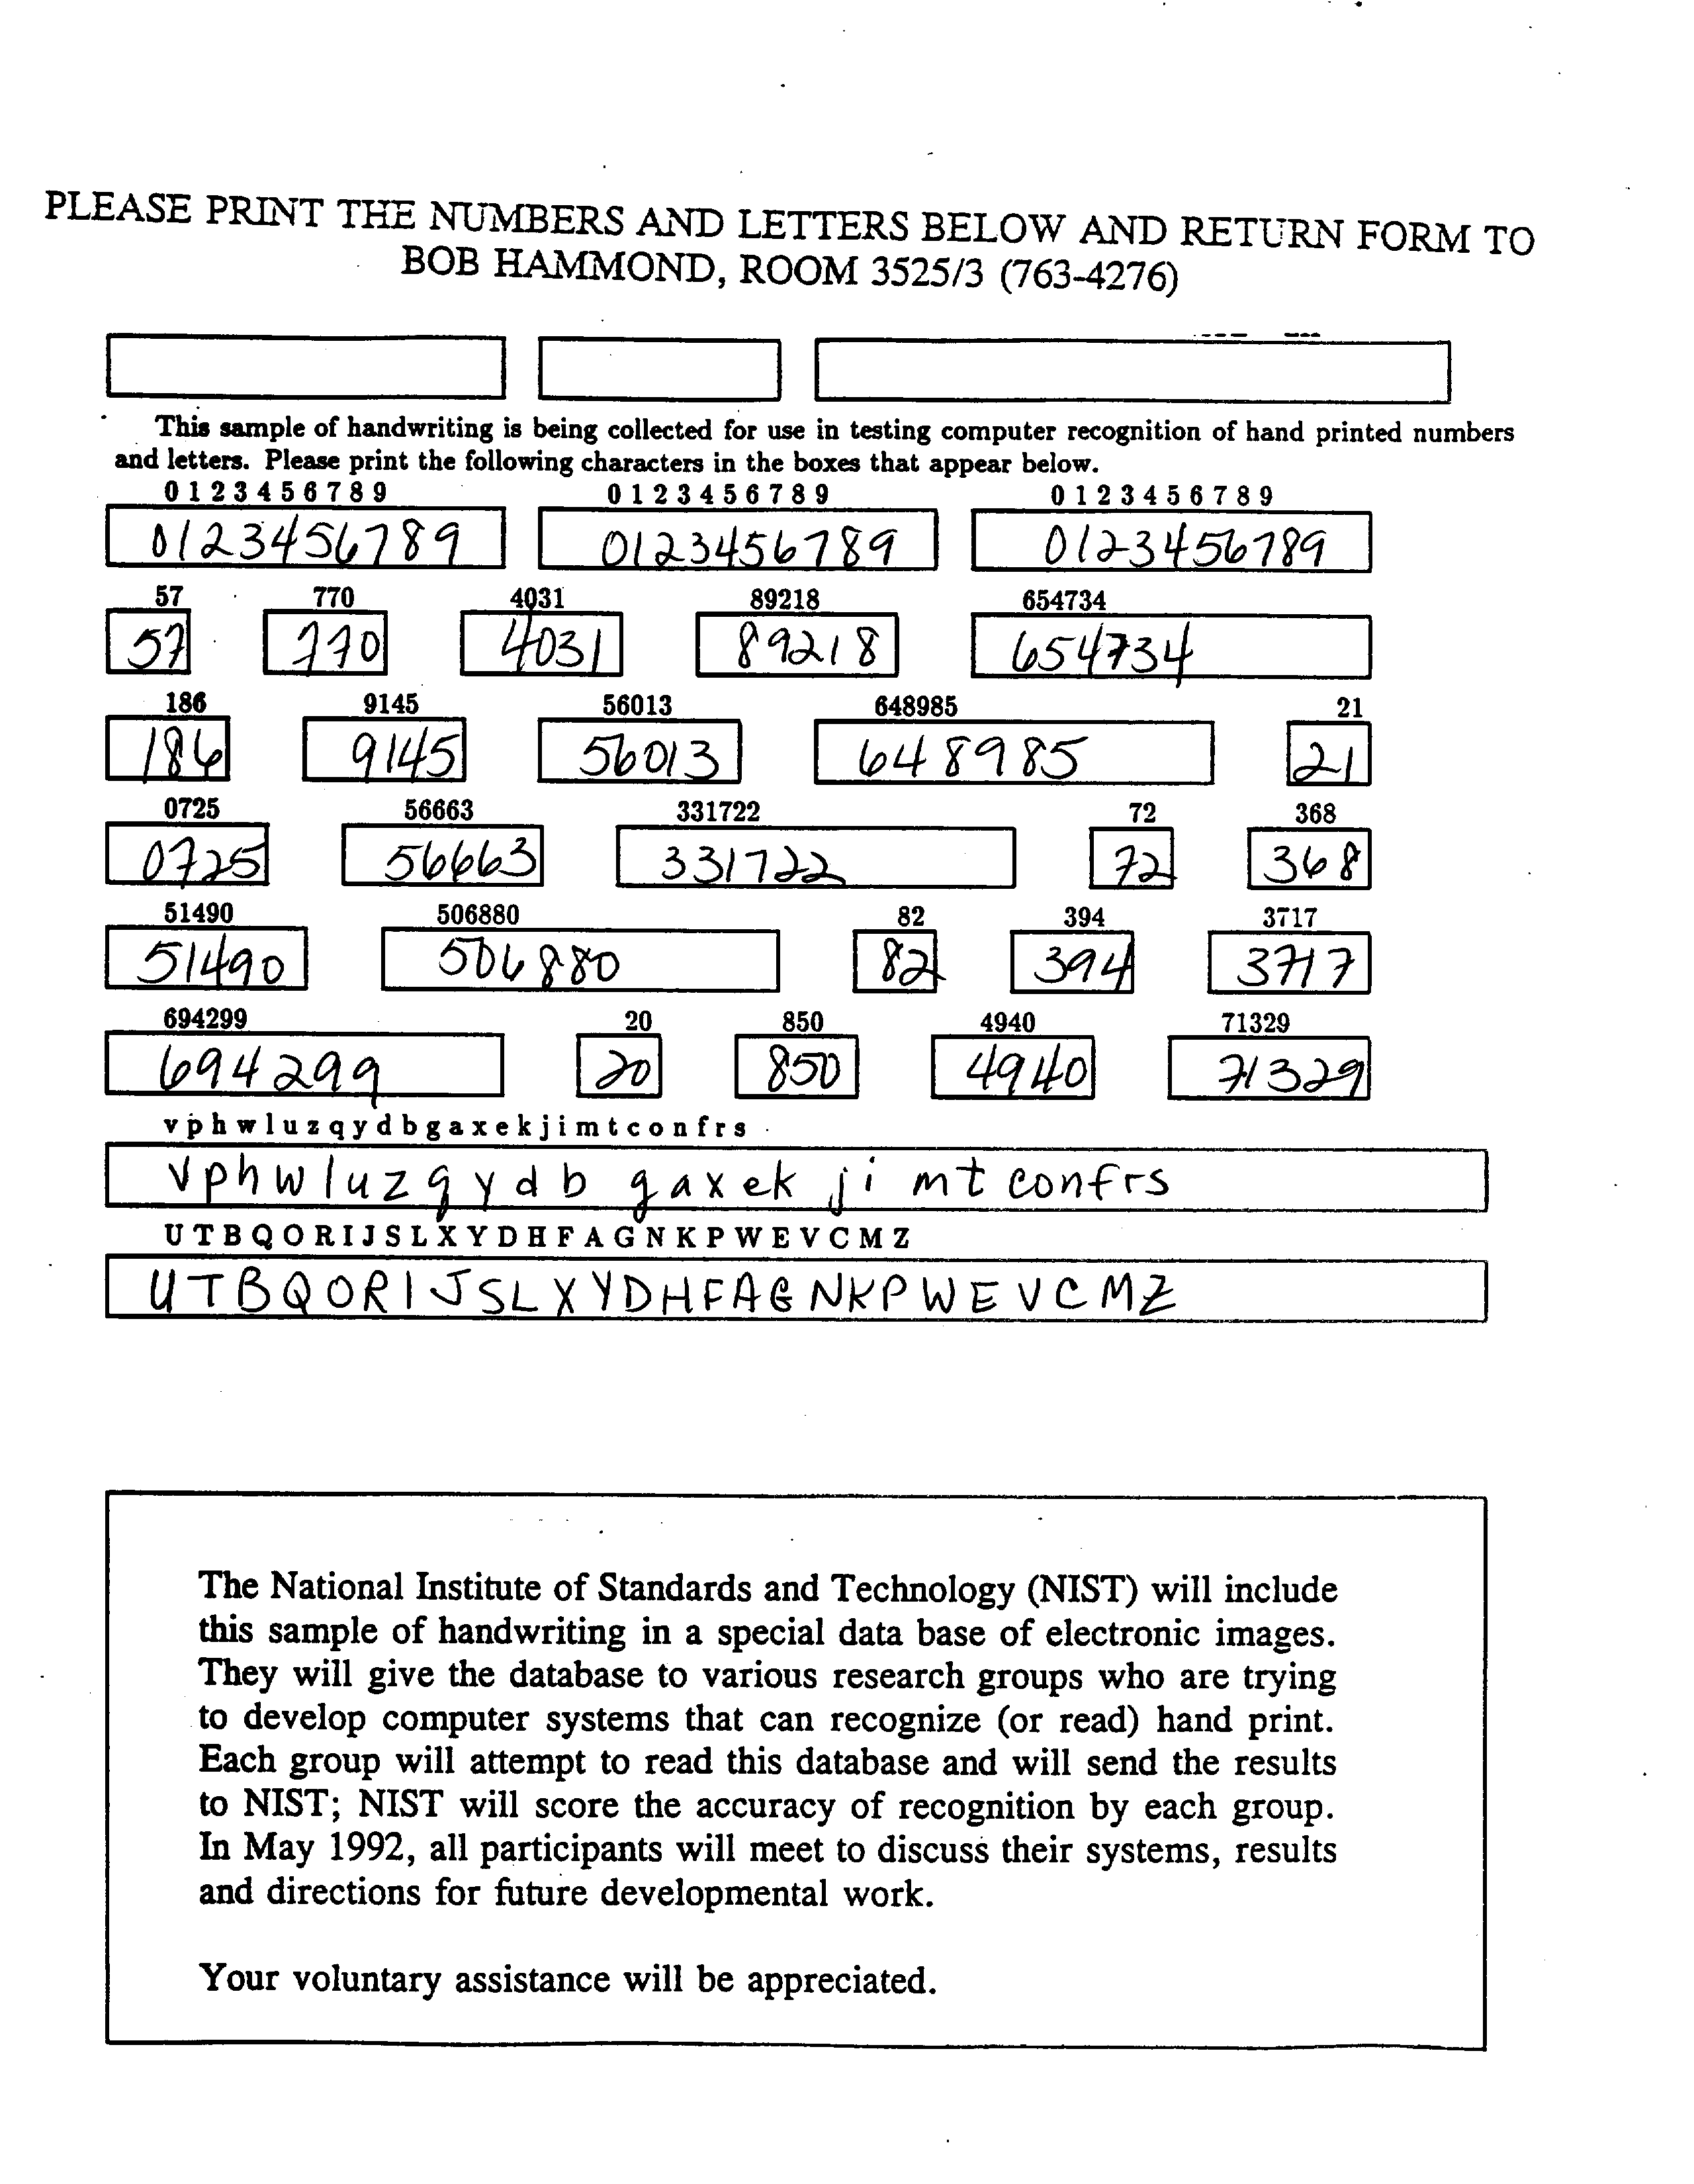 PLEASE PRINT THE NUMBERS AND LETTERS BELOW AND RETURN FORM TO
BOB HAMMOND, ROOM 3525/3 (763-4276)
This sample of handwriting is being collected for use in testing computer recognition of hand printed numbers
and letters. Please print the following characters in the boxes that appear below.
0 1 2 3 4 5 6 7 8 9 0 1 2 3 4 5 6 7 8 9 0 1 2 3 4 5 6 7 8 9
0123456789 0123456789 0123456789
57 770 4031 89218 654734
57 770 4031 89218 654734
186 9145 56013 648985 21
186 9145 56013 648985 21
0725 56663 331722 72 368
0725 56663 331722 72 368
51490 506880 82 394 3717
51490 506880 82 394 3717
694299 20 850 4940 71329
694299 20 850 4940 71329
v p h w l u z q y d b g a x e k j i m t c o n f r s
v p h w l u z q y d b g a x e k j i m t c o n f r s
U T B Q O R I J S L X Y D H F A G N K P W E V C M Z
U T B Q O R I J S L X Y D H F A G N K P W E V C M Z
The National Institute of Standards and Technology (NIST) will include
this sample of handwriting in a special data base of electronic images.
They will give the database to various research groups who are trying
to develop computer systems that can recognize (or read) hand print.
Each group will attempt to read this database and will send the results
to NIST; NIST will score the accuracy of recognition by each group.
In May 1992, all participants will meet to discuss their systems, results
and directions for future developmental work.
Your voluntary assistance will be appreciated.